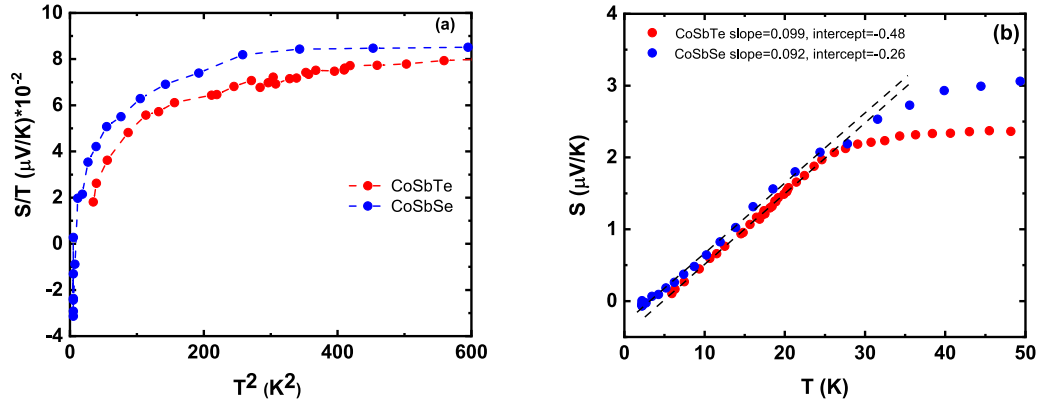 (a)
S/T (μV/K)*10⁻²
10
8
6
4
2
0
-2
-4
CoSbTe
CoSbSe
0
200
400
600
T² (K²)
(b)
CoSbTe slope=0.099, intercept=-0.48
CoSbSe slope=0.092, intercept=-0.26
S (μV/K)
4
3
2
1
0
0
10
20
30
40
50
T (K)